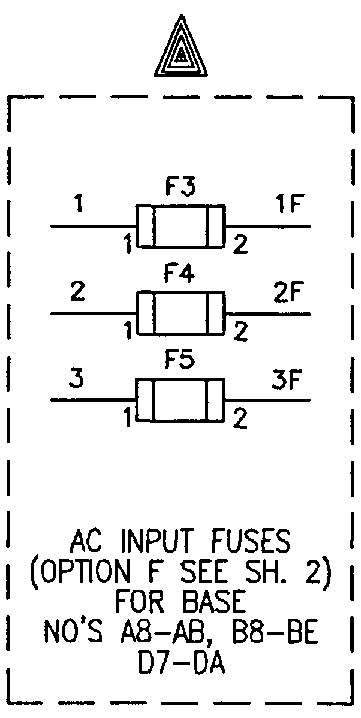 F3
1 1F
1 2
F4
2 2F
1 2
F5
3 3F
1 2
AC INPUT FUSES
(OPTION F SEE SH. 2)
FOR BASE
NO'S A8-AB, B8-BE
D7-DA